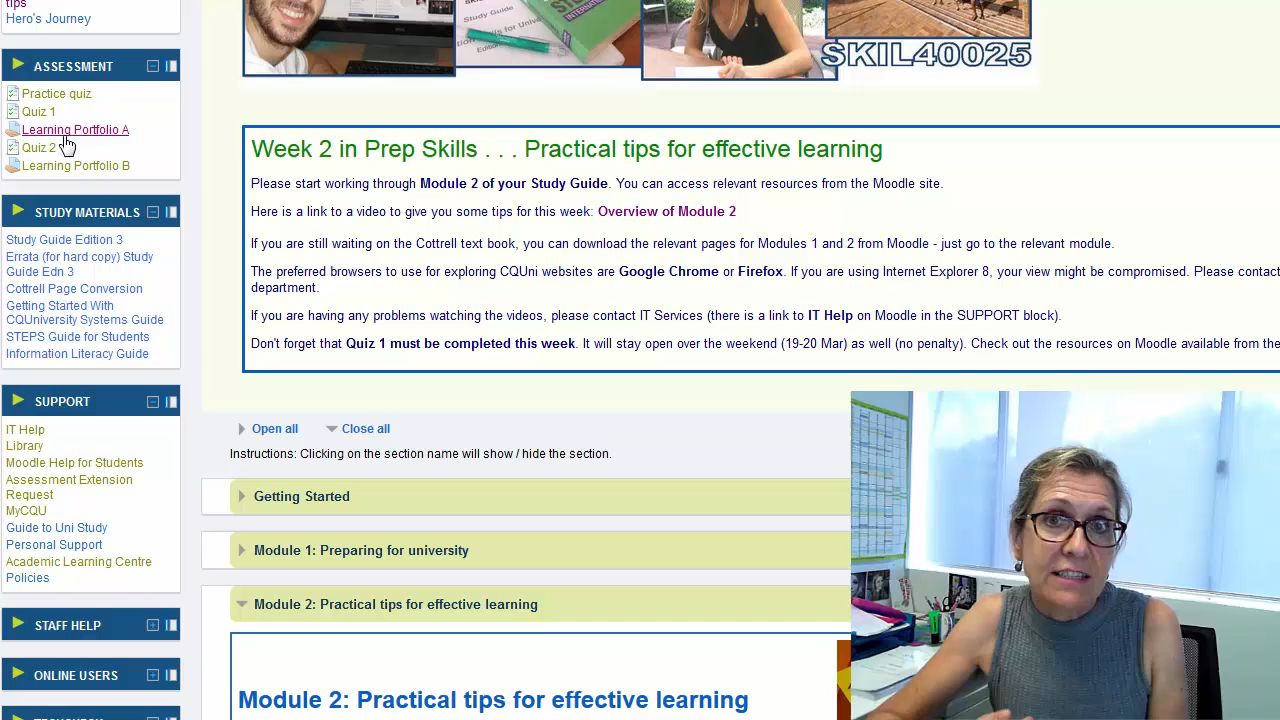 tips
Hero's Journey
ASSESSMENT
Practice quiz
Quiz 1
Learning Portfolio A
Quiz 2
Learning Portfolio B
STUDY MATERIALS
Study Guide Edition 3
Errata (for hard copy) Study
Guide Edn 3
Cottrell Page Conversion
Getting Started With
CQUniversity Systems Guide
STEPS Guide for Students
Information Literacy Guide
SUPPORT
IT Help
Library
Moodle Help for Students
Assessment Extension
Request
MyCQU
Guide to Uni Study
Personal Support
Academic Learning Centre
Policies
STAFF HELP
ONLINE USERS
Study Guide
INTERNATIONAL
SKIL40025
Week 2 in Prep Skills . . . Practical tips for effective learning
Please start working through Module 2 of your Study Guide. You can access relevant resources from the Moodle site.
Here is a link to a video to give you some tips for this week: Overview of Module 2
If you are still waiting on the Cottrell text book, you can download the relevant pages for Modules 1 and 2 from Moodle - just go to the relevant module.
The preferred browsers to use for exploring CQUni websites are Google Chrome or Firefox. If you are using Internet Explorer 8, your view might be compromised. Please contact
department.
If you are having any problems watching the videos, please contact IT Services (there is a link to IT Help on Moodle in the SUPPORT block).
Don't forget that Quiz 1 must be completed this week. It will stay open over the weekend (19-20 Mar) as well (no penalty). Check out the resources on Moodle available from the
Open all
Close all
Instructions: Clicking on the section name will show / hide the section.
Getting Started
Module 1: Preparing for university
Module 2: Practical tips for effective learning
Module 2: Practical tips for effective learning